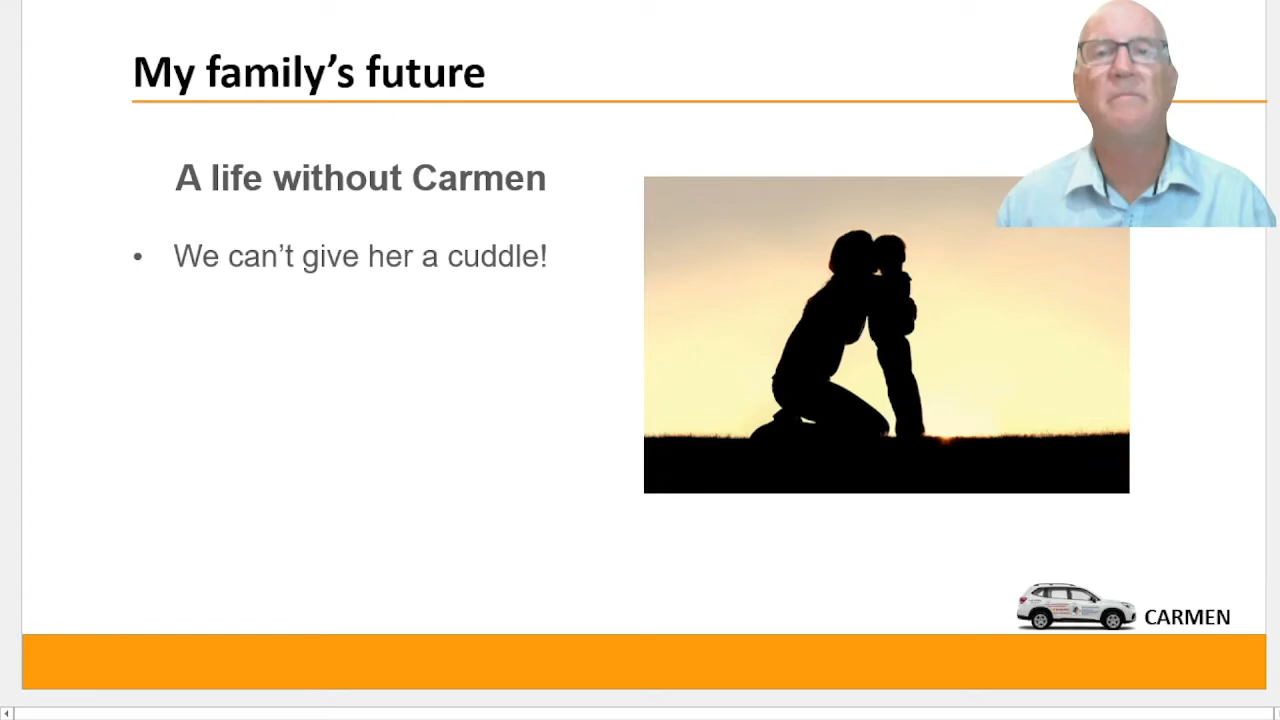 My family’s future
A life without Carmen
• We can’t give her a cuddle!
CARMEN